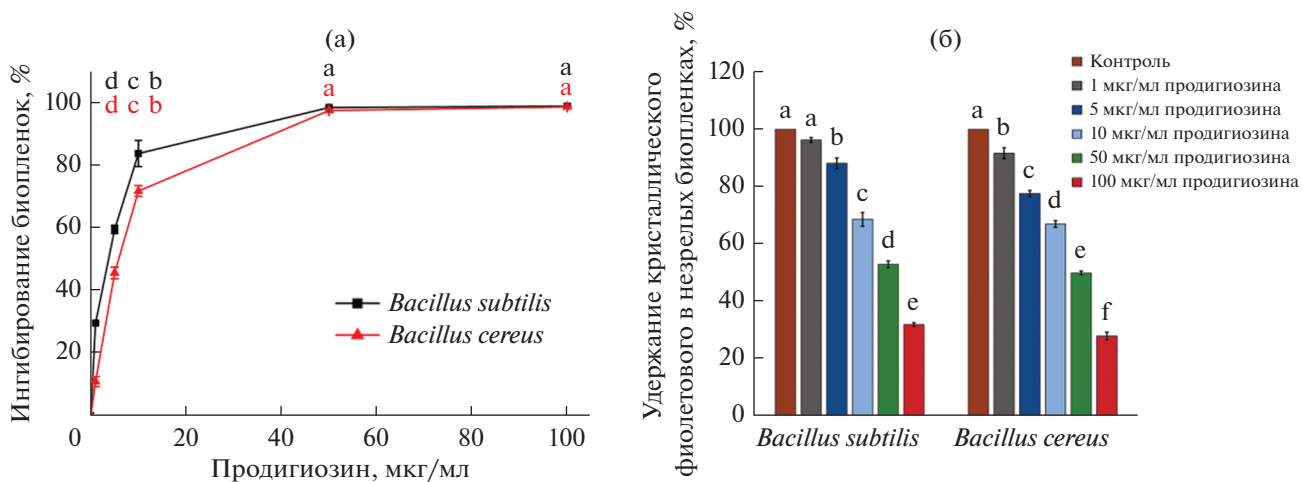 (а)
Ингибирование биопленок, %
d c b
d c b
a
a
a
a
100
80
60
40
20
Bacillus subtilis
Bacillus cereus
0 20 40 60 80 100
Продигиозин, мкг/мл
(б)
Удержание кристаллического
фиолетового в незрелых биопленках, %
Контроль
1 мкг/мл продигиозина
5 мкг/мл продигиозина
10 мкг/мл продигиозина
50 мкг/мл продигиозина
100 мкг/мл продигиозина
120
100
80
60
40
20
0
a a b c d e
a b c d e f
Bacillus subtilis Bacillus cereus